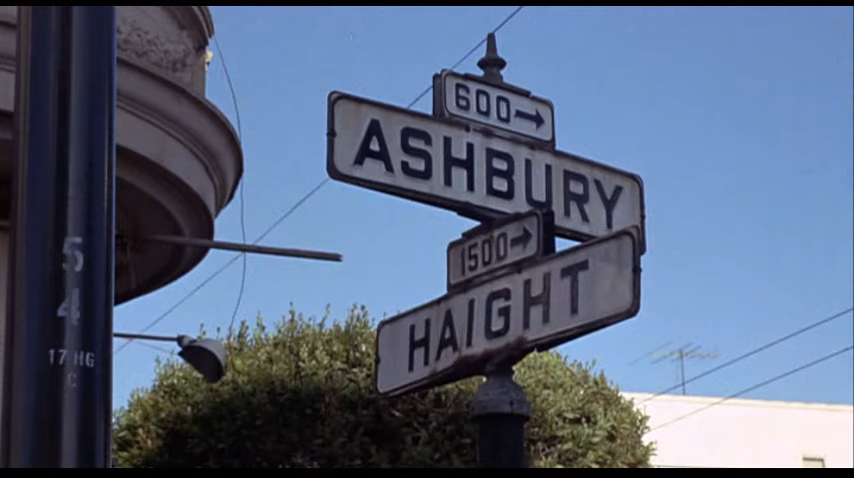 600 →
ASHBURY
1500 →
HAIGHT
5
4
17 HG
C